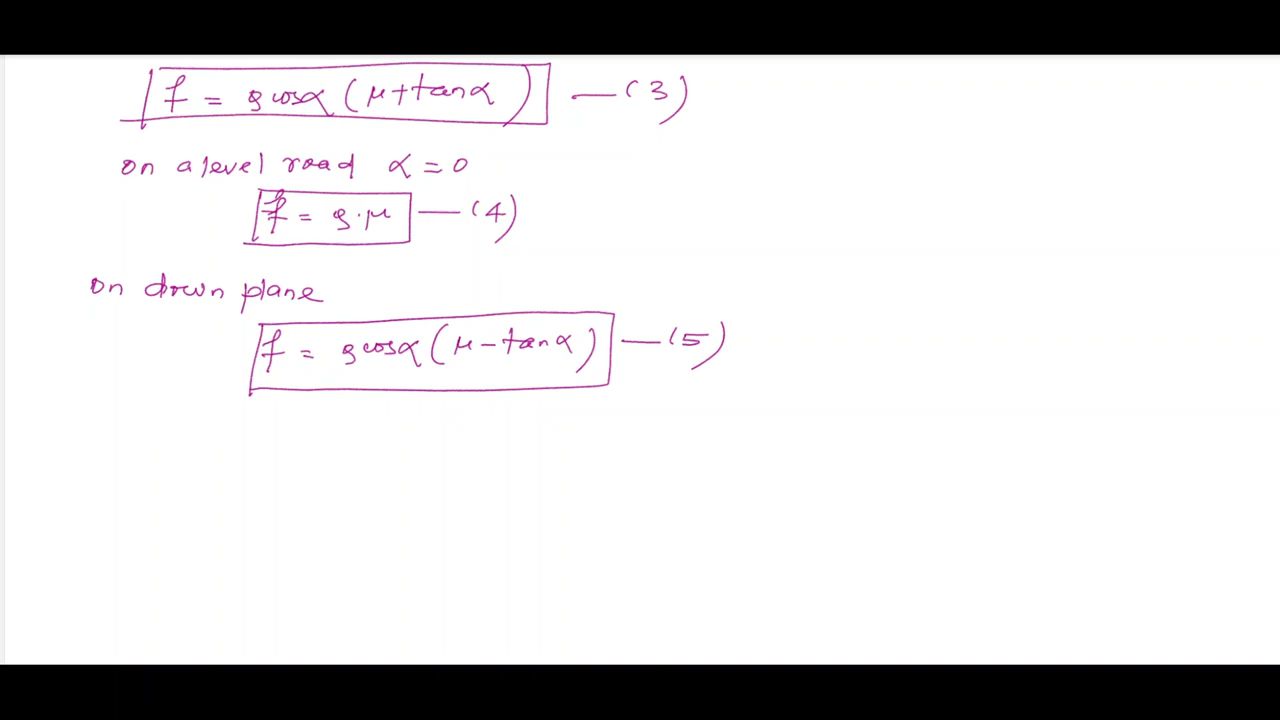 f = g cosα (μ + tanα) —(3)
on a level road α = 0
f = g.μ —(4)
on down plane
f = g cosα (μ - tanα) —(5)